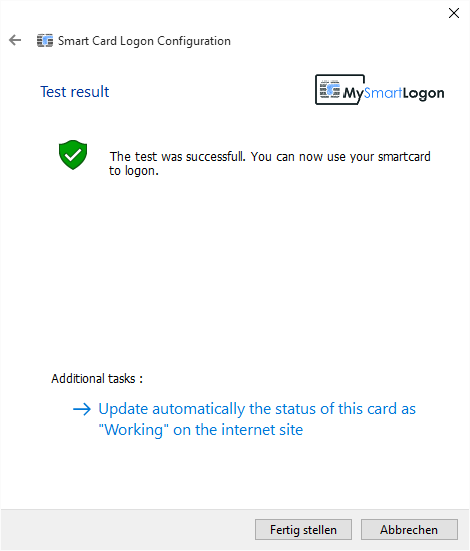 Smart Card Logon Configuration
Test result
MySmartLogon
The test was successfull. You can now use your smartcard
to logon.
Additional tasks :
Update automatically the status of this card as
"Working" on the internet site
Fertig stellen
Abbrechen